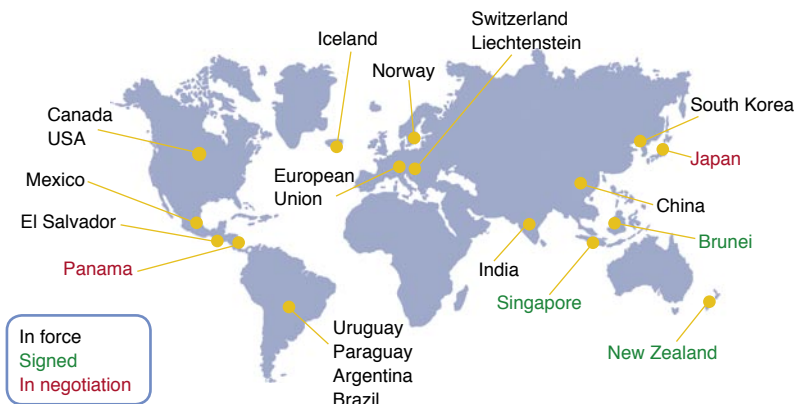 Switzerland
Liechtenstein
Iceland
Norway
South Korea
Canada
USA
Japan
European
Union
Mexico
China
El Salvador
Brunei
Panama
India
Singapore
Uruguay
Paraguay
Argentina
Brazil
New Zealand
In force
Signed
In negotiation